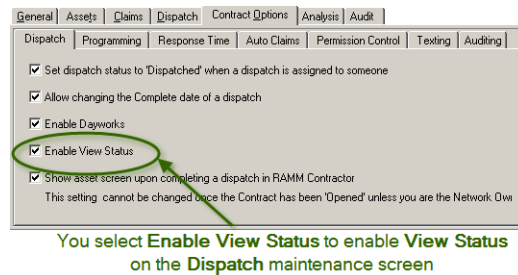 General Assets Claims Dispatch Contract Options Analysis Audit
Dispatch Programming Response Time Auto Claims Permission Control Texting Auditing
Set dispatch status to 'Dispatched' when a dispatch is assigned to someone
Allow changing the Complete date of a dispatch
Enable Dayworks
Enable View Status
Show asset screen upon completing a dispatch in RAMM Contractor
This setting cannot be changed once the Contract has been 'Opened' unless you are the Network Ow
You select Enable View Status to enable View Status
on the Dispatch maintenance screen